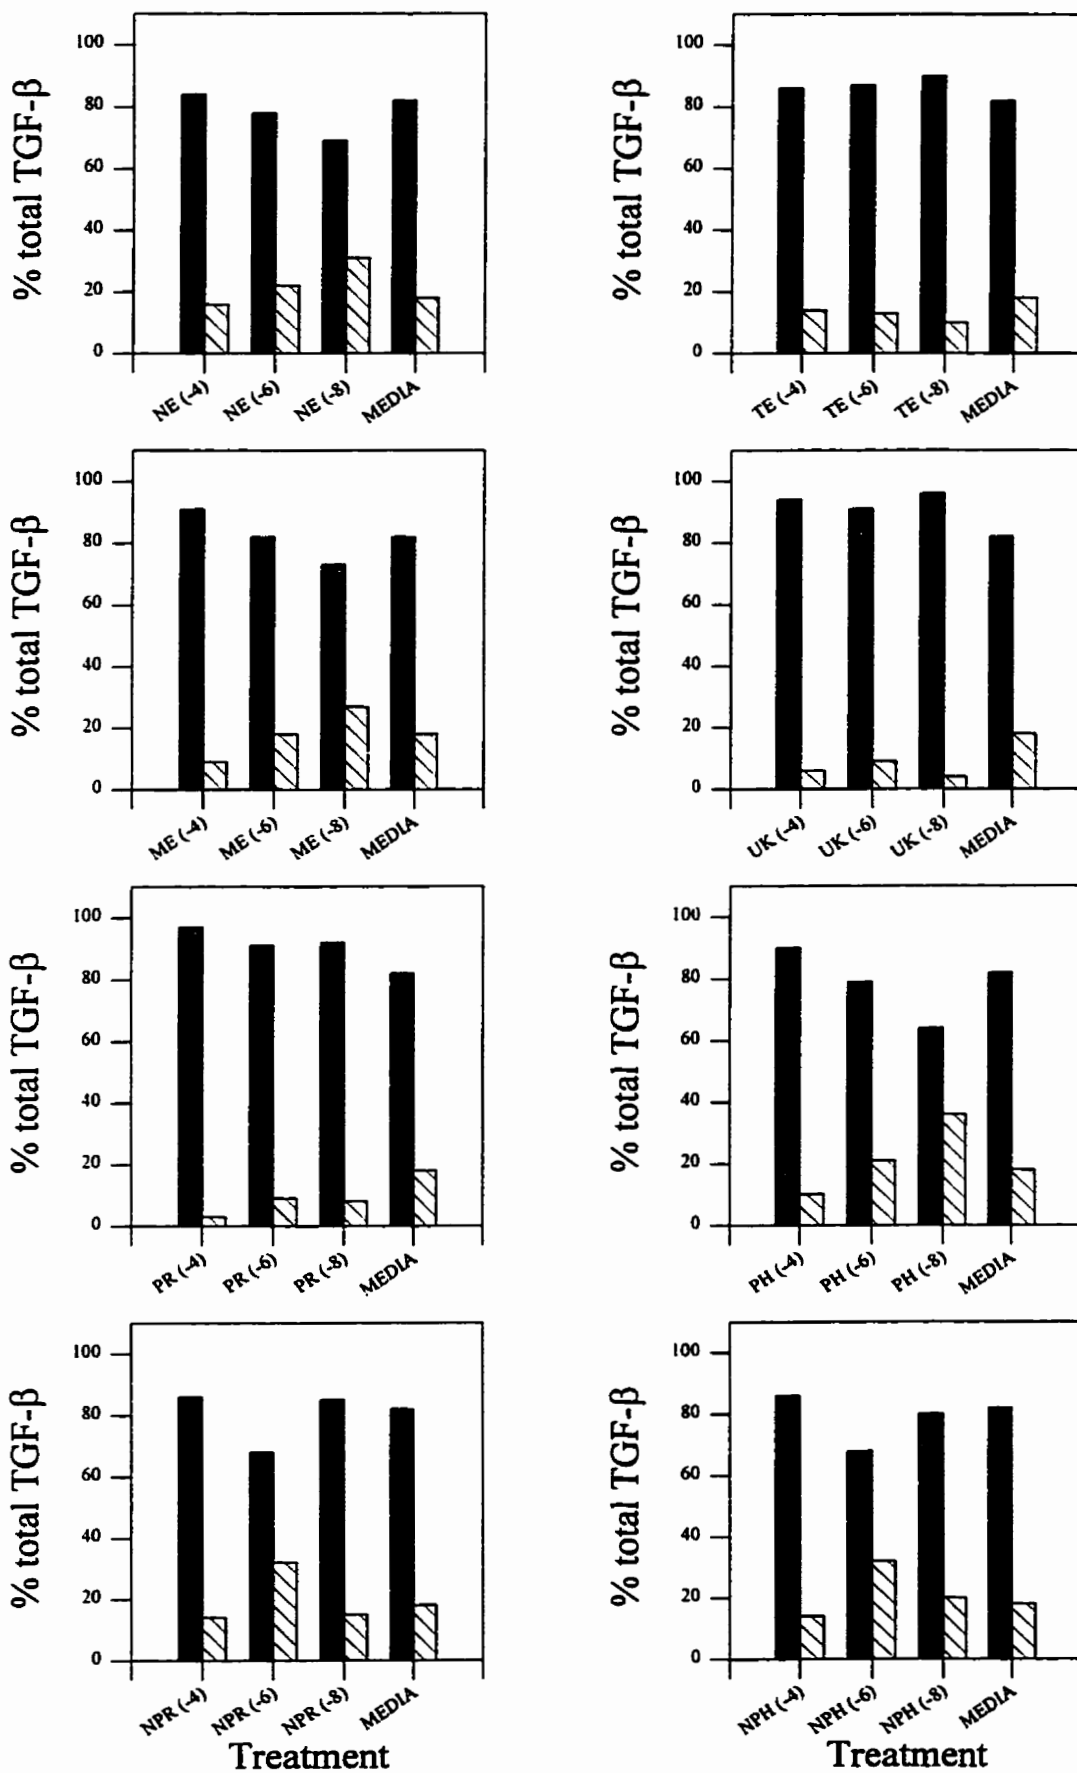 % total TGF-β
100
80
60
40
20
0
NE (-4) NE (-6) NE (-8) MEDIA
% total TGF-β
100
80
60
40
20
0
TE (-4) TE (-6) TE (-8) MEDIA
% total TGF-β
100
80
60
40
20
0
ME (-4) ME (-6) ME (-8) MEDIA
% total TGF-β
100
80
60
40
20
0
UK (-4) UK (-6) UK (-8) MEDIA
% total TGF-β
100
80
60
40
20
0
PR (-4) PR (-6) PR (-8) MEDIA
% total TGF-β
100
80
60
40
20
0
PH (-4) PH (-6) PH (-8) MEDIA
% total TGF-β
100
80
60
40
20
0
NPR (-4) NPR (-6) NPR (-8) MEDIA
Treatment
% total TGF-β
100
80
60
40
20
0
NPH (-4) NPH (-6) NPH (-8) MEDIA
Treatment